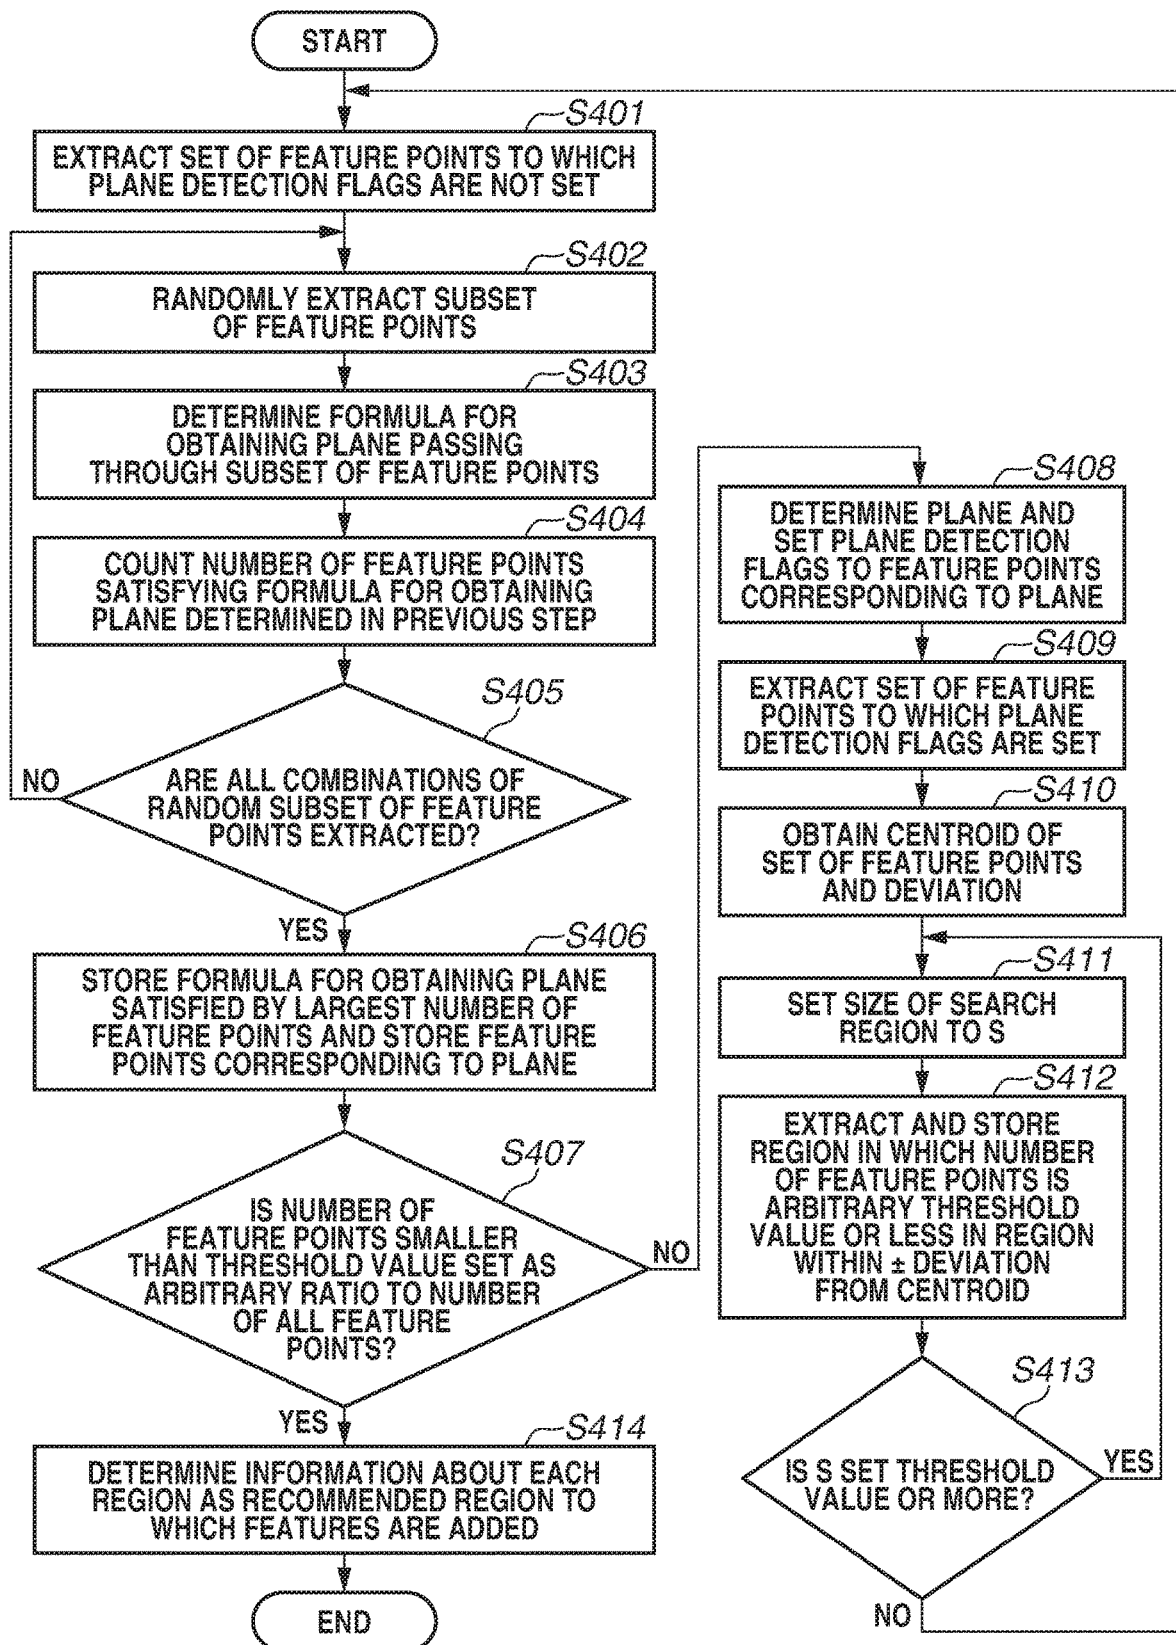 START
S401
EXTRACT SET OF FEATURE POINTS TO WHICH
PLANE DETECTION FLAGS ARE NOT SET
S402
RANDOMLY EXTRACT SUBSET
OF FEATURE POINTS
S403
DETERMINE FORMULA FOR
OBTAINING PLANE PASSING
THROUGH SUBSET OF FEATURE POINTS
S404
COUNT NUMBER OF FEATURE POINTS
SATISFYING FORMULA FOR OBTAINING
PLANE DETERMINED IN PREVIOUS STEP
S405
NO
ARE ALL COMBINATIONS OF
RANDOM SUBSET OF FEATURE
POINTS EXTRACTED?
YES
S406
STORE FORMULA FOR OBTAINING PLANE
SATISFIED BY LARGEST NUMBER OF
FEATURE POINTS AND STORE FEATURE
POINTS CORRESPONDING TO PLANE
S407
IS NUMBER OF
FEATURE POINTS SMALLER
THAN THRESHOLD VALUE SET AS
ARBITRARY RATIO TO NUMBER
OF ALL FEATURE
POINTS?
NO
YES
S414
DETERMINE INFORMATION ABOUT EACH
REGION AS RECOMMENDED REGION TO
WHICH FEATURES ARE ADDED
END
S408
DETERMINE PLANE AND
SET PLANE DETECTION
FLAGS TO FEATURE POINTS
CORRESPONDING TO PLANE
S409
EXTRACT SET OF FEATURE
POINTS TO WHICH PLANE
DETECTION FLAGS ARE SET
S410
OBTAIN CENTROID OF
SET OF FEATURE POINTS
AND DEVIATION
S411
SET SIZE OF SEARCH
REGION TO S
S412
EXTRACT AND STORE
REGION IN WHICH NUMBER
OF FEATURE POINTS IS
ARBITRARY THRESHOLD
VALUE OR LESS IN REGION
WITHIN ± DEVIATION
FROM CENTROID
S413
IS S SET THRESHOLD
VALUE OR MORE?
YES
NO